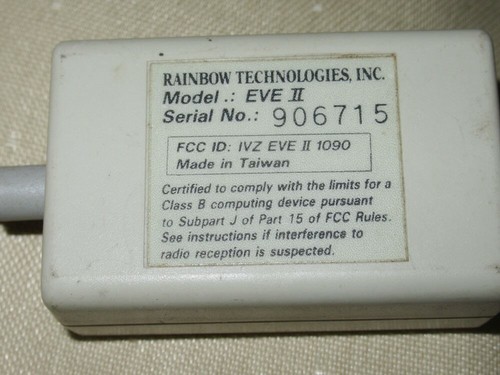 RAINBOW TECHNOLOGIES, INC.
Model .: EVE II
Serial No.: 906715
FCC ID: IVZ EVE II 1090
Made in Taiwan
Certified to comply with the limits for a
Class B computing device pursuant
to Subpart J of Part 15 of FCC Rules.
See instructions if interference to
radio reception is suspected.